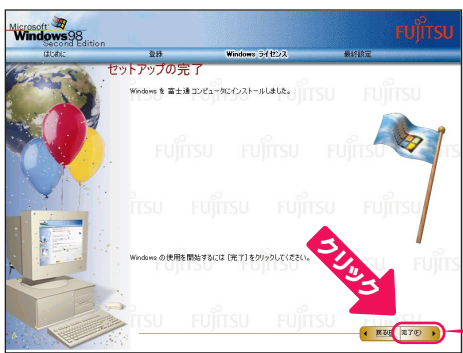 Microsoft
Windows98
Second Edition
FUJITSU
はじめに 登録 Windows ライセンス 最終設定
セットアップの完了
Windows を 富士通 コンピュータにインストールしました。
Windows の使用を開始するには [完了] をクリックしてください。
クリック
完了(F)